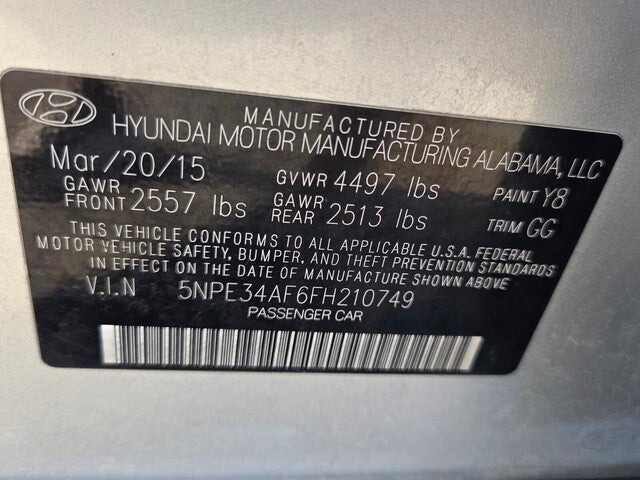 MANUFACTURED BY
HYUNDAI MOTOR MANUFACTURING ALABAMA, LLC
Mar/20/15 GVWR 4497 lbs PAINT Y8
GAWR FRONT 2557 lbs GAWR REAR 2513 lbs TRIM GG
THIS VEHICLE CONFORMS TO ALL APPLICABLE U.S.A. FEDERAL
MOTOR VEHICLE SAFETY, BUMPER, AND THEFT PREVENTION STANDARDS
IN EFFECT ON THE DATE OF MANUFACTURE SHOWN ABOVE.
V.I.N 5NPE34AF6FH210749
PASSENGER CAR